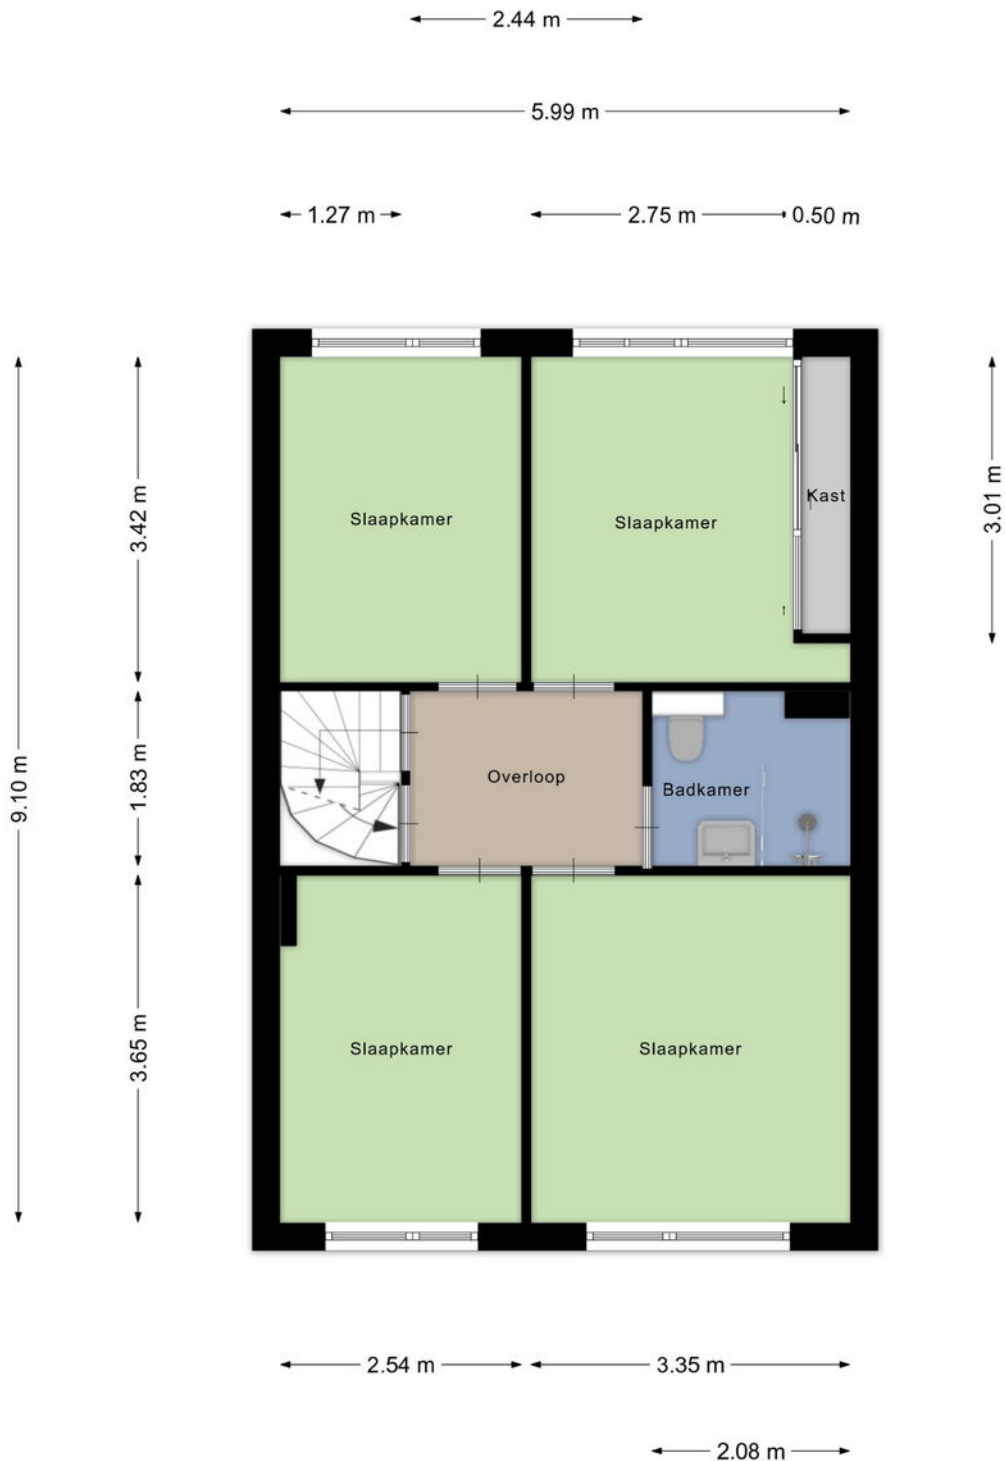 2.44 m
5.99 m
1.27 m
2.75 m
0.50 m
9.10 m
3.42 m
3.01 m
Slaapkamer
Slaapkamer
Kast
1.83 m
Overloop
Badkamer
3.65 m
Slaapkamer
Slaapkamer
2.54 m
3.35 m
2.08 m